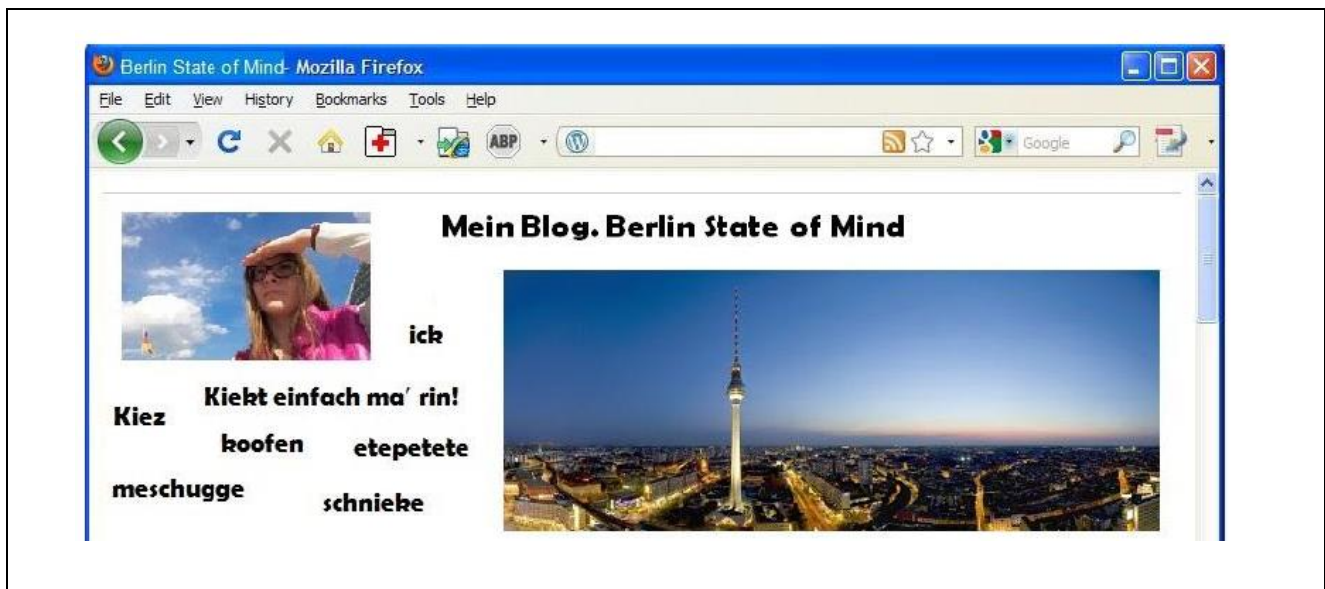 Berlin State of Mind- Mozilla Firefox
File Edit View History Bookmarks Tools Help
ABP Google
Mein Blog. Berlin State of Mind
ick
Kiekt einfach ma' rin!
Kiez
koofen etepetete
meschugge
schnieke